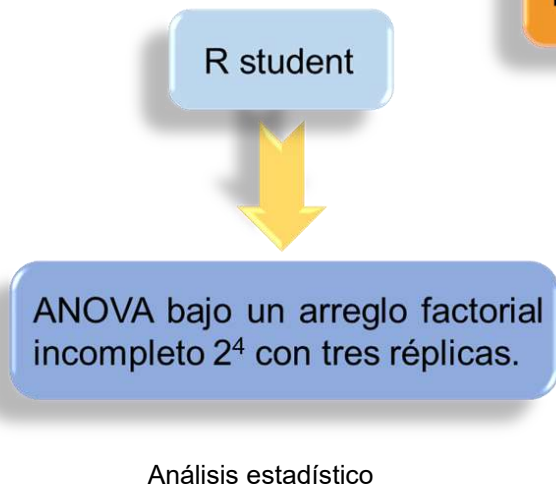 R student
ANOVA bajo un arreglo factorial
incompleto 2⁴ con tres réplicas.
Análisis estadístico